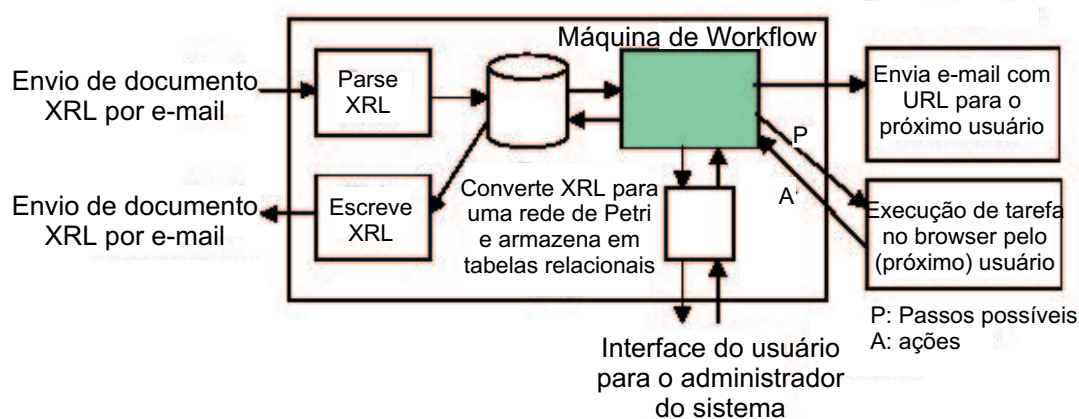 Máquina de Workflow
Envio de documento
XRL por e-mail
Parse
XRL
Envia e-mail com
URL para o
próximo usuário
P
A
Envio de documento
XRL por e-mail
Escreve
XRL
Converte XRL para
uma rede de Petri
e armazena em
tabelas relacionais
Execução de tarefa
no browser pelo
(próximo) usuário
P: Passos possíveis
A: ações
Interface do usuário
para o administrador
do sistema